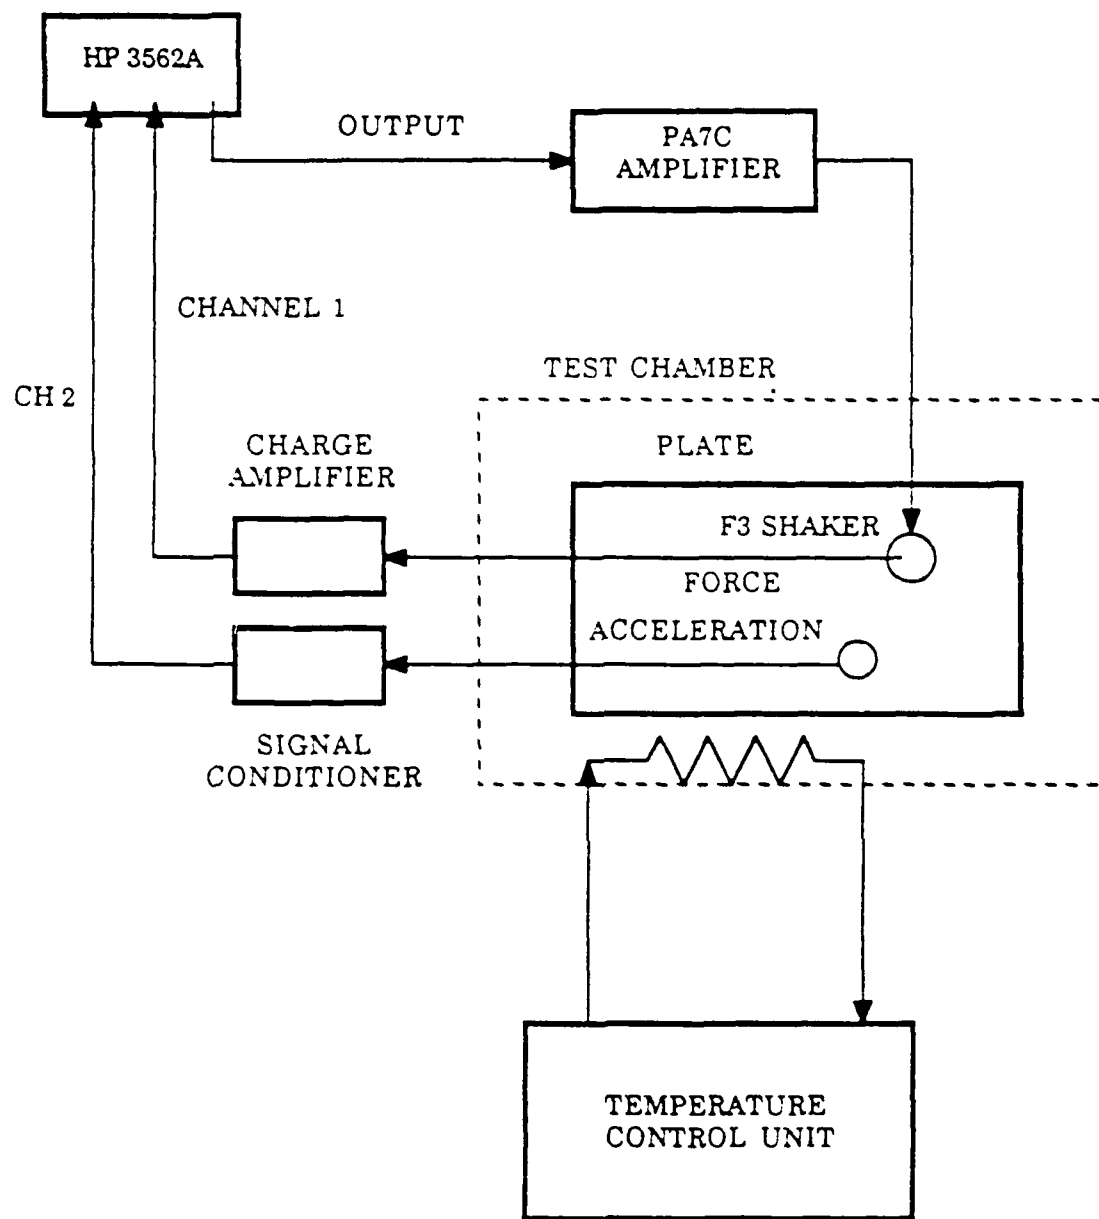 HP 3562A
OUTPUT
PA7C
AMPLIFIER
CHANNEL 1
TEST CHAMBER
CH 2
CHARGE
AMPLIFIER
PLATE
F3 SHAKER
FORCE
ACCELERATION
SIGNAL
CONDITIONER
TEMPERATURE
CONTROL UNIT